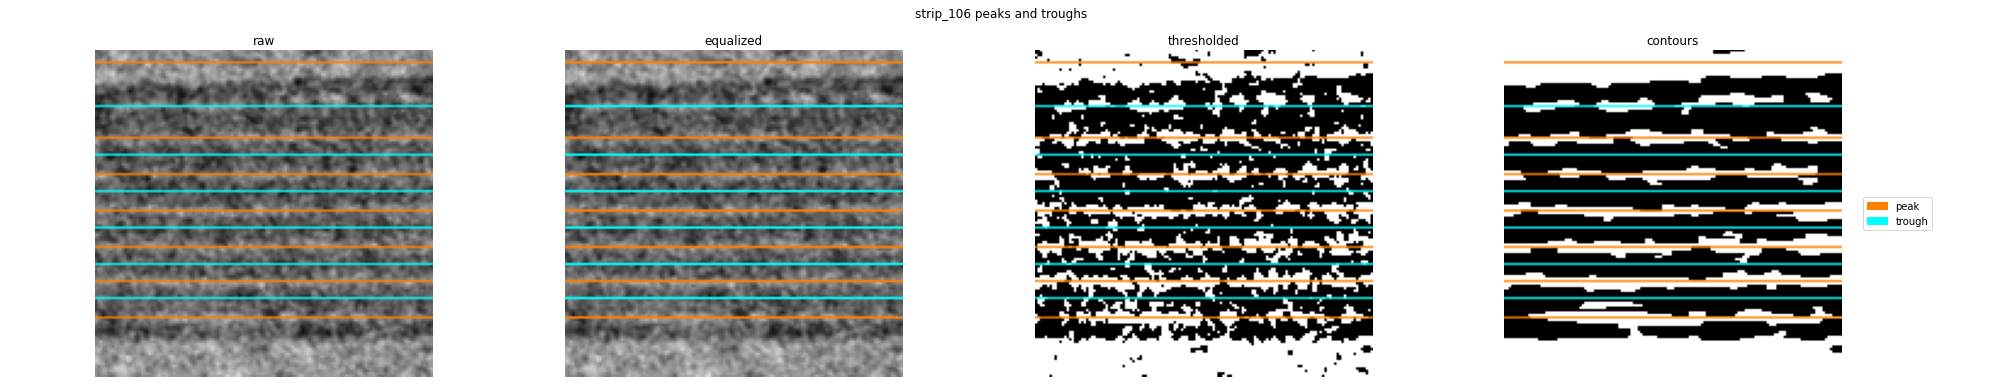 strip_106 peaks and troughs
raw
equalized
thresholded
contours
peak
trough